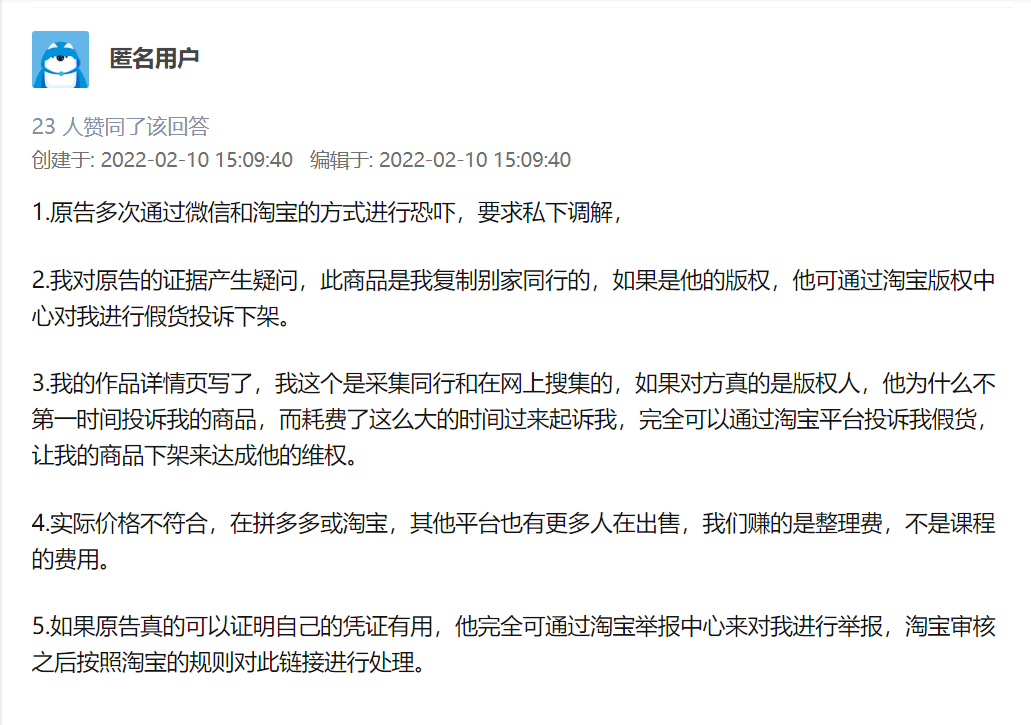 匿名用户
23 人赞同了该回答
创建于: 2022-02-10 15:09:40 编辑于: 2022-02-10 15:09:40
1.原告多次通过微信和淘宝的方式进行恐吓，要求私下调解，
2.我对原告的证据产生疑问，此商品是我复制别家同行的，如果是他的版权，他可通过淘宝版权中
心对我进行假货投诉下架。
3.我的作品详情页写了，我这个是采集同行和在网上搜集的，如果对方真的是版权人，他为什么不
第一时间投诉我的商品，而耗费了这么大的时间过来起诉我，完全可以通过淘宝平台投诉我假货，
让我的商品下架来达成他的维权。
4.实际价格不符合，在拼多多或淘宝，其他平台也有更多人在出售，我们赚的是整理费，不是课程
的费用。
5.如果原告真的可以证明自己的凭证有用，他完全可通过淘宝举报中心来对我进行举报，淘宝审核
之后按照淘宝的规则对此链接进行处理。